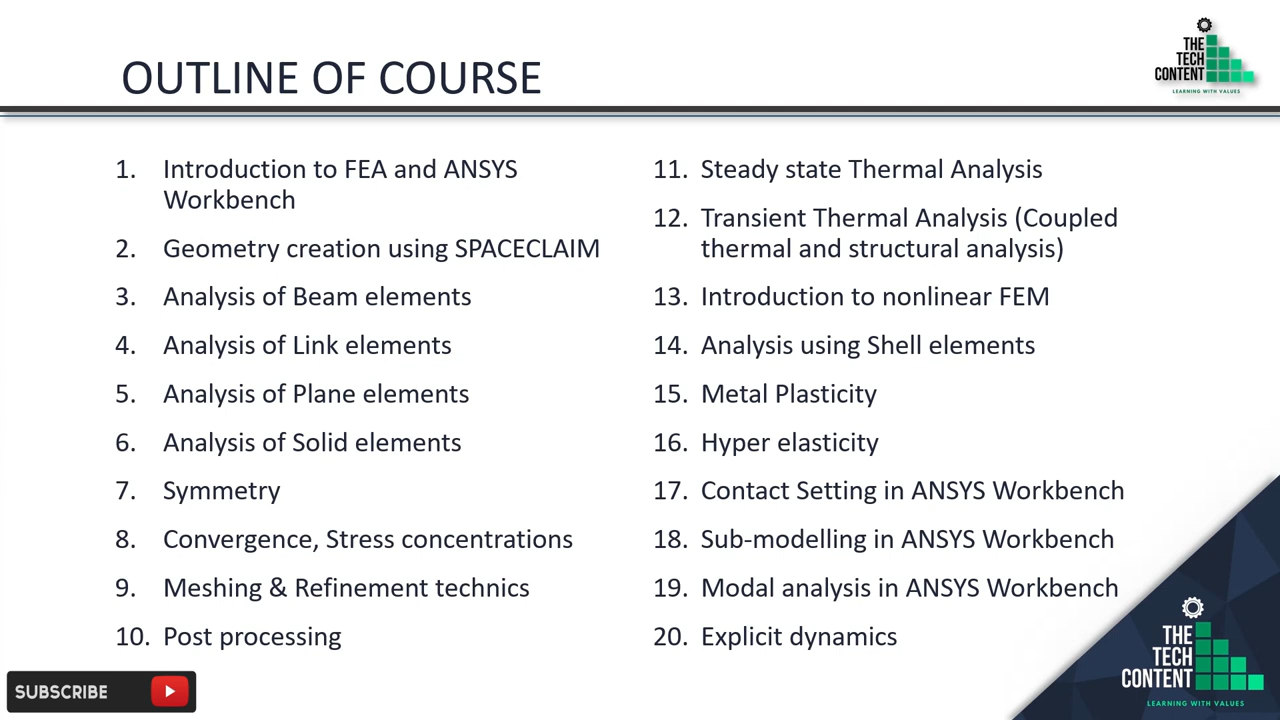 OUTLINE OF COURSE
THE
TECH
CONTENT
LEARNING WITH VALUES
1. Introduction to FEA and ANSYS
Workbench
2. Geometry creation using SPACECLAIM
3. Analysis of Beam elements
4. Analysis of Link elements
5. Analysis of Plane elements
6. Analysis of Solid elements
7. Symmetry
8. Convergence, Stress concentrations
9. Meshing & Refinement technics
10. Post processing
11. Steady state Thermal Analysis
12. Transient Thermal Analysis (Coupled
thermal and structural analysis)
13. Introduction to nonlinear FEM
14. Analysis using Shell elements
15. Metal Plasticity
16. Hyper elasticity
17. Contact Setting in ANSYS Workbench
18. Sub-modelling in ANSYS Workbench
19. Modal analysis in ANSYS Workbench
20. Explicit dynamics
SUBSCRIBE
THE
TECH
CONTENT
LEARNING WITH VALUES